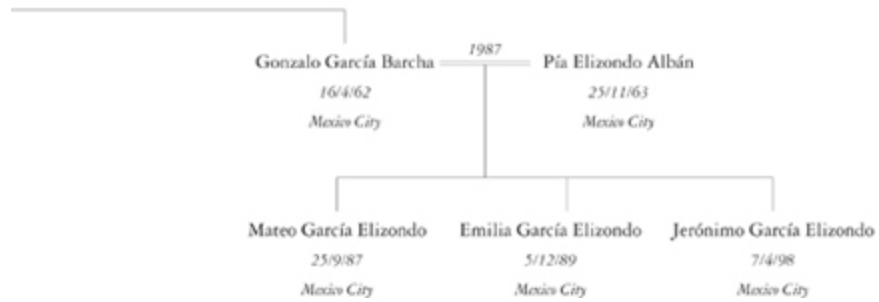 1987
Gonzalo García Barcha Pía Elizondo Albán
16/4/62 25/11/63
Mexico City Mexico City
Mateo García Elizondo Emilia García Elizondo Jerónimo García Elizondo
25/9/87 5/12/89 7/4/98
Mexico City Mexico City Mexico City